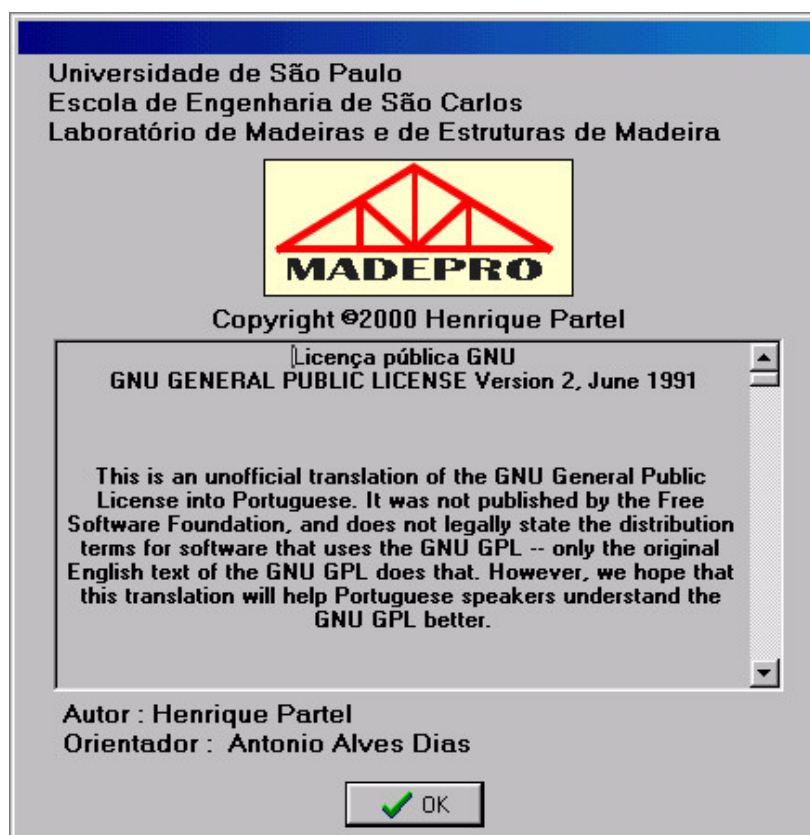 Universidade de São Paulo
Escola de Engenharia de São Carlos
Laboratório de Madeiras e de Estruturas de Madeira
MADEPRO
Copyright ©2000 Henrique Partel
Licença pública GNU
GNU GENERAL PUBLIC LICENSE Version 2, June 1991
This is an unofficial translation of the GNU General Public
License into Portuguese. It was not published by the Free
Software Foundation, and does not legally state the distribution
terms for software that uses the GNU GPL -- only the original
English text of the GNU GPL does that. However, we hope that
this translation will help Portuguese speakers understand the
GNU GPL better.
Autor : Henrique Partel
Orientador : Antonio Alves Dias
OK